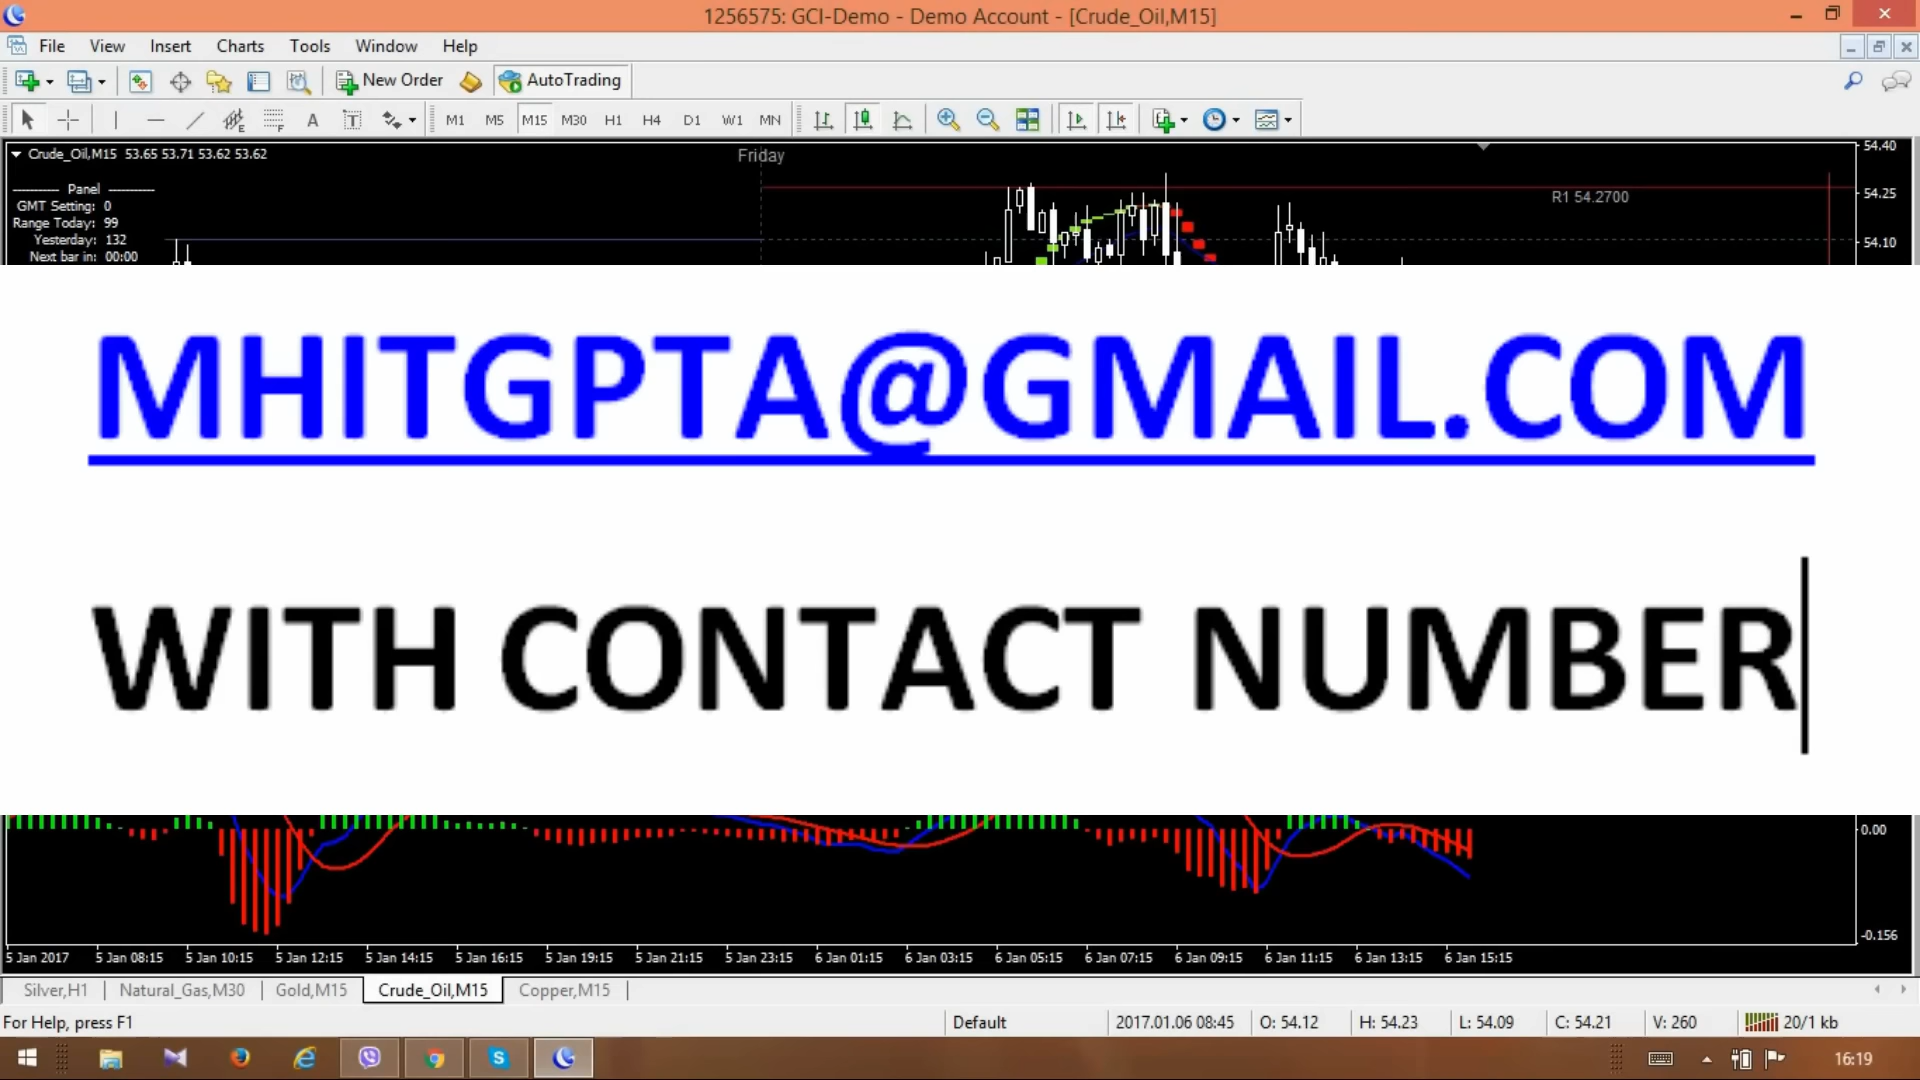 1256575: GCI-Demo - Demo Account - [Crude_Oil,M15]
File View Insert Charts Tools Window Help
New Order AutoTrading
A T M1 M5 M15 M30 H1 H4 D1 W1 MN
Crude_Oil,M15 53.65 53.71 53.62 53.62
Friday
54.40
---------- Panel ----------
GMT Setting: 0
Range Today: 99
Yesterday: 132
Next bar in: 00:00
R1 54.2700
54.25
54.10
MHITGPTA@GMAIL.COM
WITH CONTACT NUMBER
0.00
-0.156
5 Jan 2017 5 Jan 08:15 5 Jan 10:15 5 Jan 12:15 5 Jan 14:15 5 Jan 16:15 5 Jan 19:15 5 Jan 21:15 5 Jan 23:15 6 Jan 01:15 6 Jan 03:15 6 Jan 05:15 6 Jan 07:15 6 Jan 09:15 6 Jan 11:15 6 Jan 13:15 6 Jan 15:15
Silver,H1 Natural_Gas,M30 Gold,M15 Crude_Oil,M15 Copper,M15
For Help, press F1 Default 2017.01.06 08:45 O: 54.12 H: 54.23 L: 54.09 C: 54.21 V: 260 20/1 kb
16:19